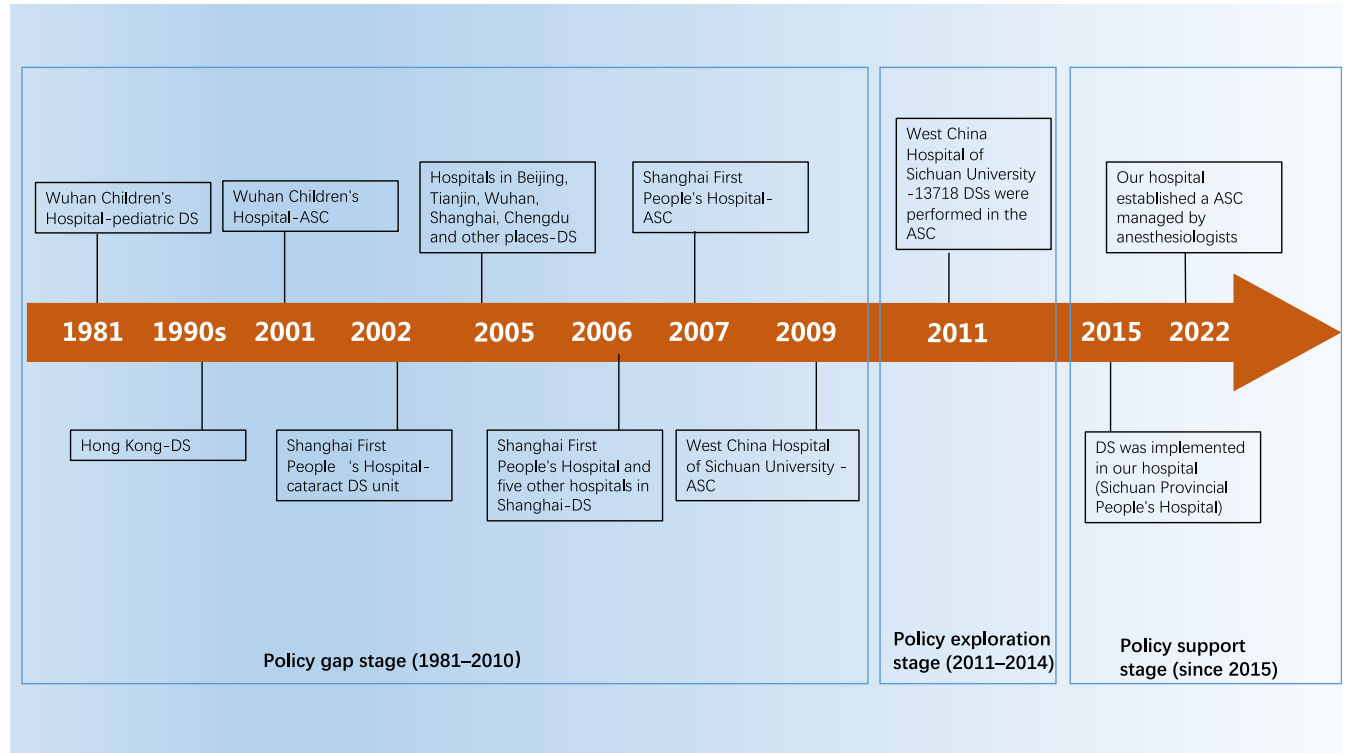 Wuhan Children's
Hospital-pediatric DS
Wuhan Children's
Hospital-ASC
Hospitals in Beijing,
Tianjin, Wuhan,
Shanghai, Chengdu
and other places-DS
Shanghai First
People's Hospital-
ASC
West China
Hospital of
Sichuan University
-13718 DSs were
performed in the
ASC
Our hospital
established a ASC
managed by
anesthesiologists
1981 1990s 2001 2002 2005 2006 2007 2009 2011 2015 2022
Hong Kong-DS
Shanghai First
People 's Hospital-
cataract DS unit
Shanghai First
People's Hospital and
five other hospitals in
Shanghai-DS
West China Hospital
of Sichuan University -
ASC
DS was implemented
in our hospital
(Sichuan Provincial
People's Hospital)
Policy gap stage (1981–2010)
Policy exploration
stage (2011–2014)
Policy support
stage (since 2015)